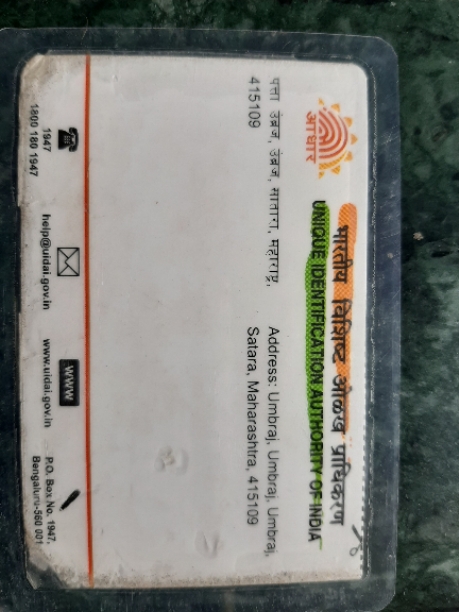 भारतीय विशिष्ट ओळख प्राधिकरण
UNIQUE IDENTIFICATION AUTHORITY OF INDIA
आधार
पत्ता उंब्रज, उंब्रज, सातारा, महाराष्ट्र,
415109
Address: Umbraj, Umbraj, Umbraj,
Satara, Maharashtra, 415109
1947
1800 180 1947
help@uidai.gov.in
www
www.uidai.gov.in
P.O. Box No. 1947,
Bengaluru-560 001